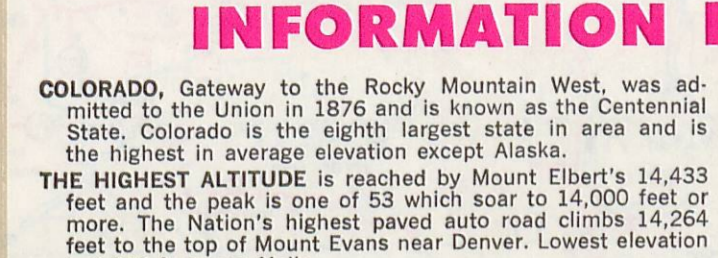 INFORMATION
COLORADO, Gateway to the Rocky Mountain West, was ad-
mitted to the Union in 1876 and is known as the Centennial
State. Colorado is the eighth largest state in area and is
the highest in average elevation except Alaska.
THE HIGHEST ALTITUDE is reached by Mount Elbert's 14,433
feet and the peak is one of 53 which soar to 14,000 feet or
more. The Nation's highest paved auto road climbs 14,264
feet to the top of Mount Evans near Denver. Lowest elevation